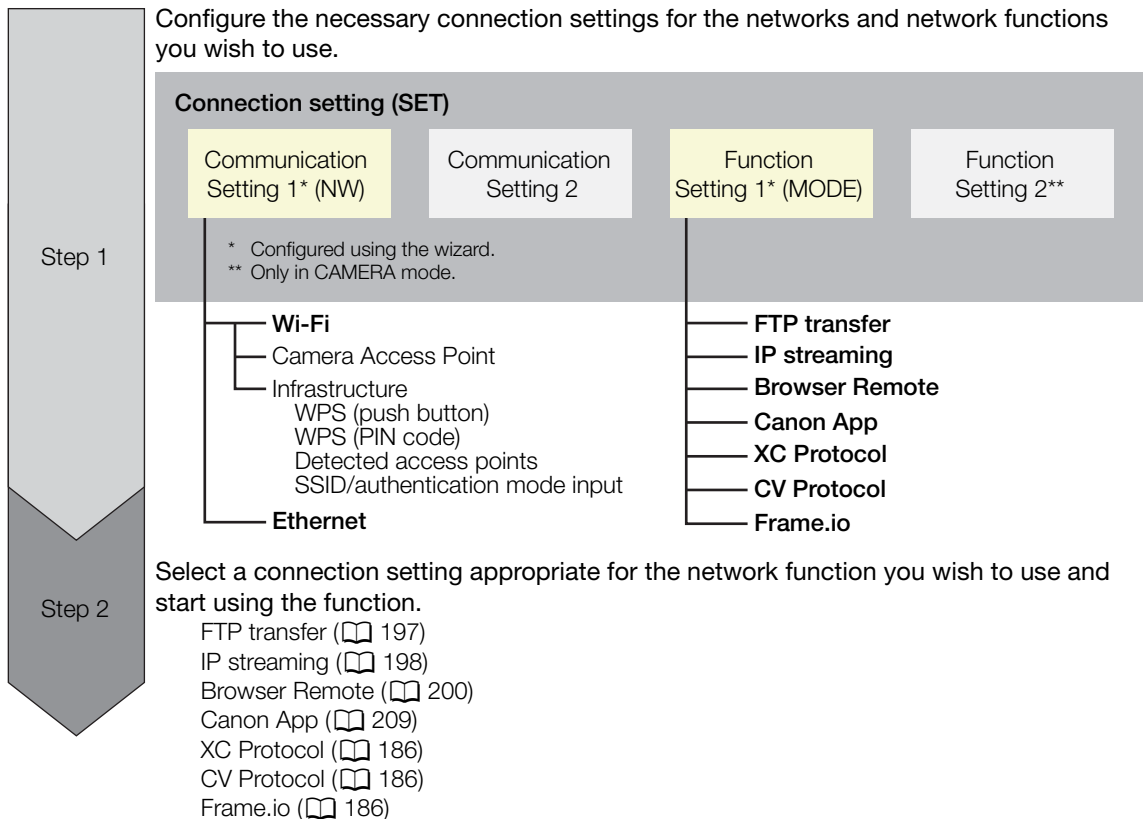 Configure the necessary connection settings for the networks and network functions
you wish to use.
Step 1
Connection setting (SET)
Communication
Setting 1* (NW)
Communication
Setting 2
Function
Setting 1* (MODE)
Function
Setting 2**
* Configured using the wizard.
** Only in CAMERA mode.
Wi-Fi
Camera Access Point
Infrastructure
WPS (push button)
WPS (PIN code)
Detected access points
SSID/authentication mode input
Ethernet
FTP transfer
IP streaming
Browser Remote
Canon App
XC Protocol
CV Protocol
Frame.io
Step 2
Select a connection setting appropriate for the network function you wish to use and
start using the function.
FTP transfer (197)
IP streaming (198)
Browser Remote (200)
Canon App (209)
XC Protocol (186)
CV Protocol (186)
Frame.io (186)